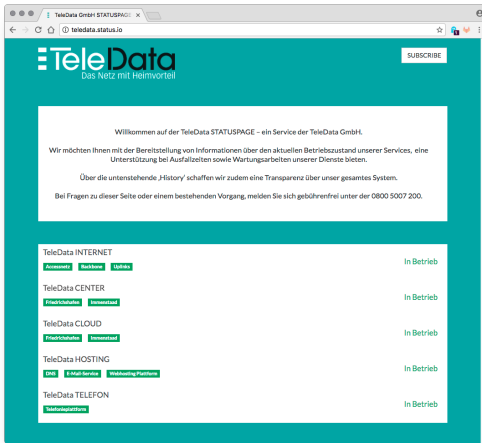 TeleData GmbH STATUSPAGE
teledata.status.io
TeleData
Das Netz mit Heimvorteil
SUBSCRIBE
Willkommen auf der TeleData STATUSPAGE – ein Service der TeleData GmbH.
Wir möchten Ihnen mit der Bereitstellung von Informationen über den aktuellen Betriebszustand unserer Services, eine
Unterstützung bei Ausfallzeiten sowie Wartungsarbeiten unserer Dienste bieten.
Über die untenstehende ‚History' schaffen wir zudem eine Transparenz über unser gesamtes System.
Bei Fragen zu dieser Seite oder einem bestehenden Vorgang, melden Sie sich gebührenfrei unter der 0800 5007 200.
TeleData INTERNET
In Betrieb
Accessnetz Backbone Uplinks
TeleData CENTER
In Betrieb
Friedrichshafen Immenstaad
TeleData CLOUD
In Betrieb
Friedrichshafen Immenstaad
TeleData HOSTING
In Betrieb
DNS E-Mail-Service Webhosting Plattform
TeleData TELEFON
In Betrieb
Telefonieplattform